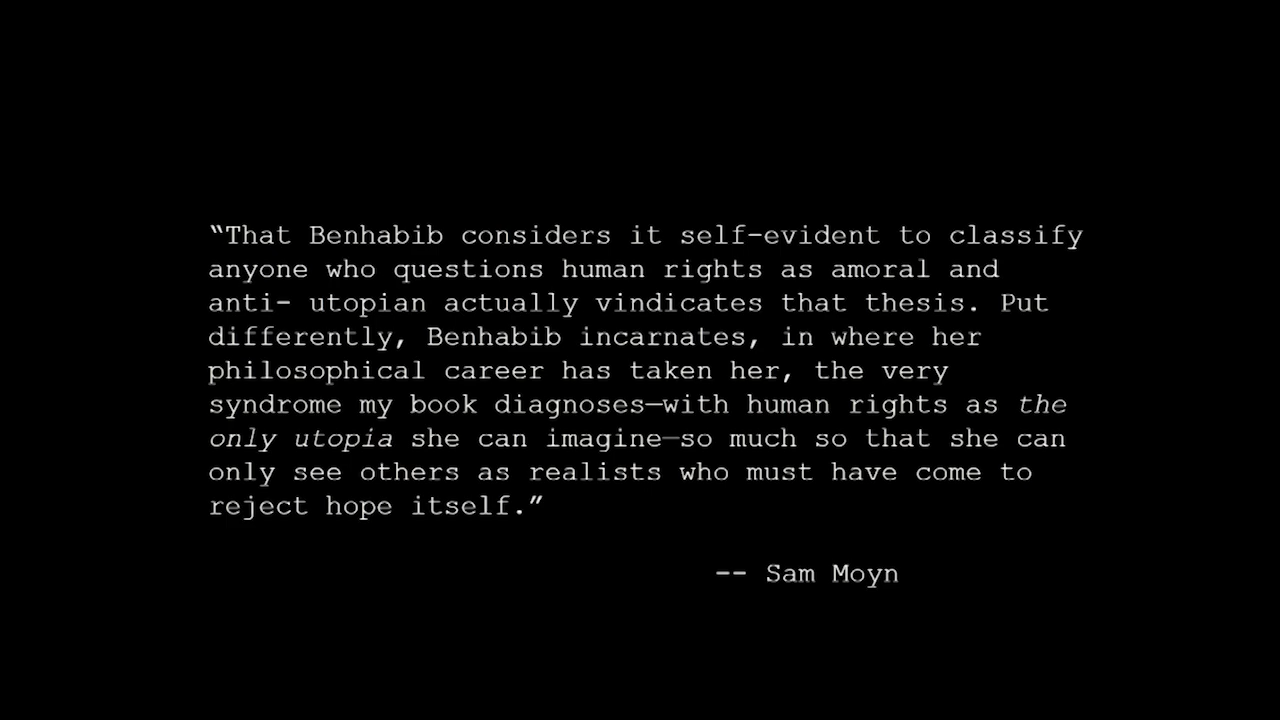 “That Benhabib considers it self-evident to classify
anyone who questions human rights as amoral and
anti- utopian actually vindicates that thesis. Put
differently, Benhabib incarnates, in where her
philosophical career has taken her, the very
syndrome my book diagnoses—with human rights as the
only utopia she can imagine—so much so that she can
only see others as realists who must have come to
reject hope itself.”
-- Sam Moyn